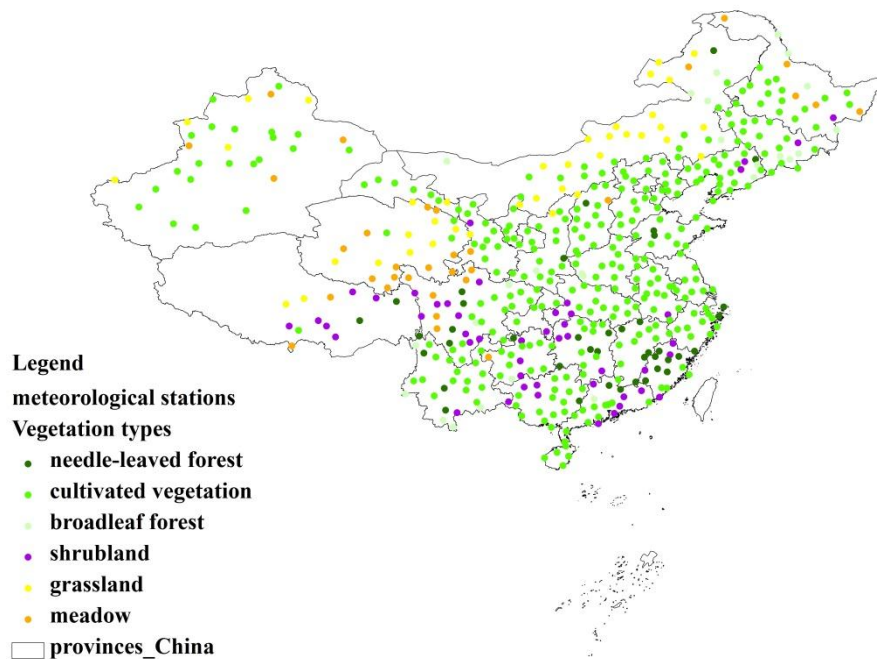 Legend
meteorological stations
Vegetation types
needle-leaved forest
cultivated vegetation
broadleaf forest
shrubland
grassland
meadow
provinces_China